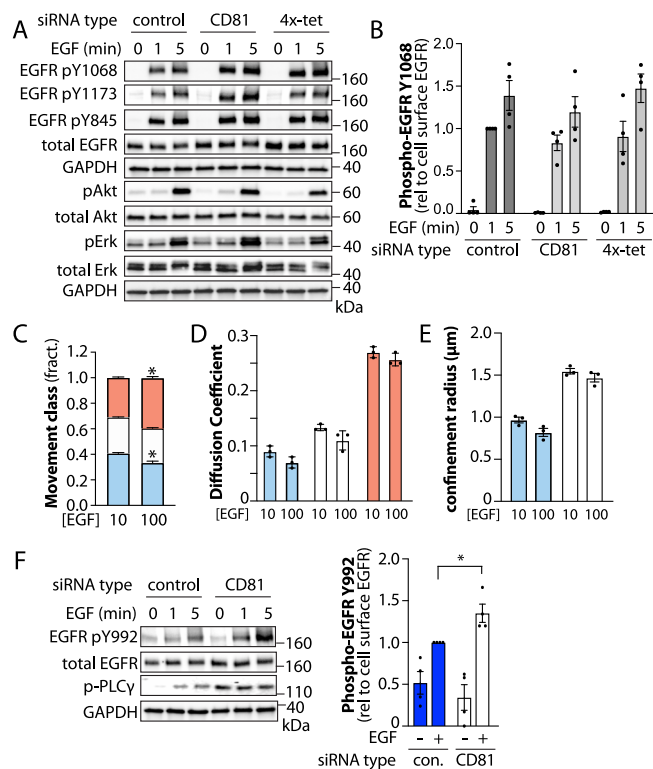 A
siRNA type control CD81 4x-tet
EGF (min) 0 1 5 0 1 5 0 1 5
EGFR pY1068 160
EGFR pY1173 160
EGFR pY845 160
total EGFR 160
GAPDH 40
pAkt 60
total Akt 60
pErk 40
total Erk 40
GAPDH 40
kDa
B
Phospho-EGFR Y1068
(rel to cell surface EGFR)
2.0
1.5
1.0
0.5
0.0
EGF (min) 0 1 5 0 1 5 0 1 5
siRNA type control CD81 4x-tet
C
Movement class (fract.)
1.2
1.0
0.8
0.6
0.4
0.2
0.0
*
*
[EGF] 10 100
D
Diffusion Coefficient
0.3
0.2
0.1
0
10 100 10 100 10 100
E
confinement radius (μm)
2.0
1.5
1.0
0.5
0
10 100 10 100
[EGF]
F
siRNA type control CD81
EGF (min) 0 1 5 0 1 5
EGFR pY992 160
total EGFR 160
p-PLCγ 110
GAPDH 40
kDa
Phospho-EGFR Y992
(rel to cell surface EGFR)
2.0
1.5
1.0
0.5
0.0
*
EGF - + - +
siRNA type con. CD81